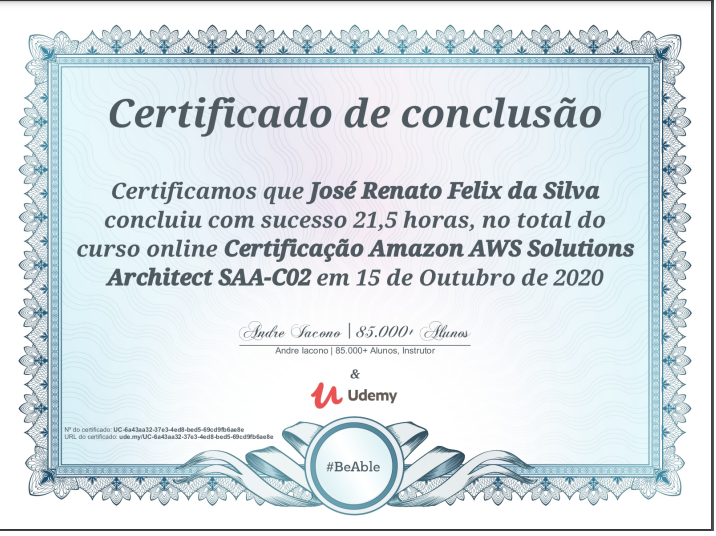 Certificado de conclusão
Certificamos que José Renato Felix da Silva
concluiu com sucesso 21,5 horas, no total do
curso online Certificação Amazon AWS Solutions
Architect SAA-C02 em 15 de Outubro de 2020
Andre Iacono | 85.000+ Alunos
Andre Iacono | 85.000+ Alunos, Instrutor
&
Udemy
Nº do certificado: UC-6a43aa32-37e3-4ed8-bed5-69cd9fb6ae8e
URL do certificado: ude.my/UC-6a43aa32-37e3-4ed8-bed5-69cd9fb6ae8e
#BeAble